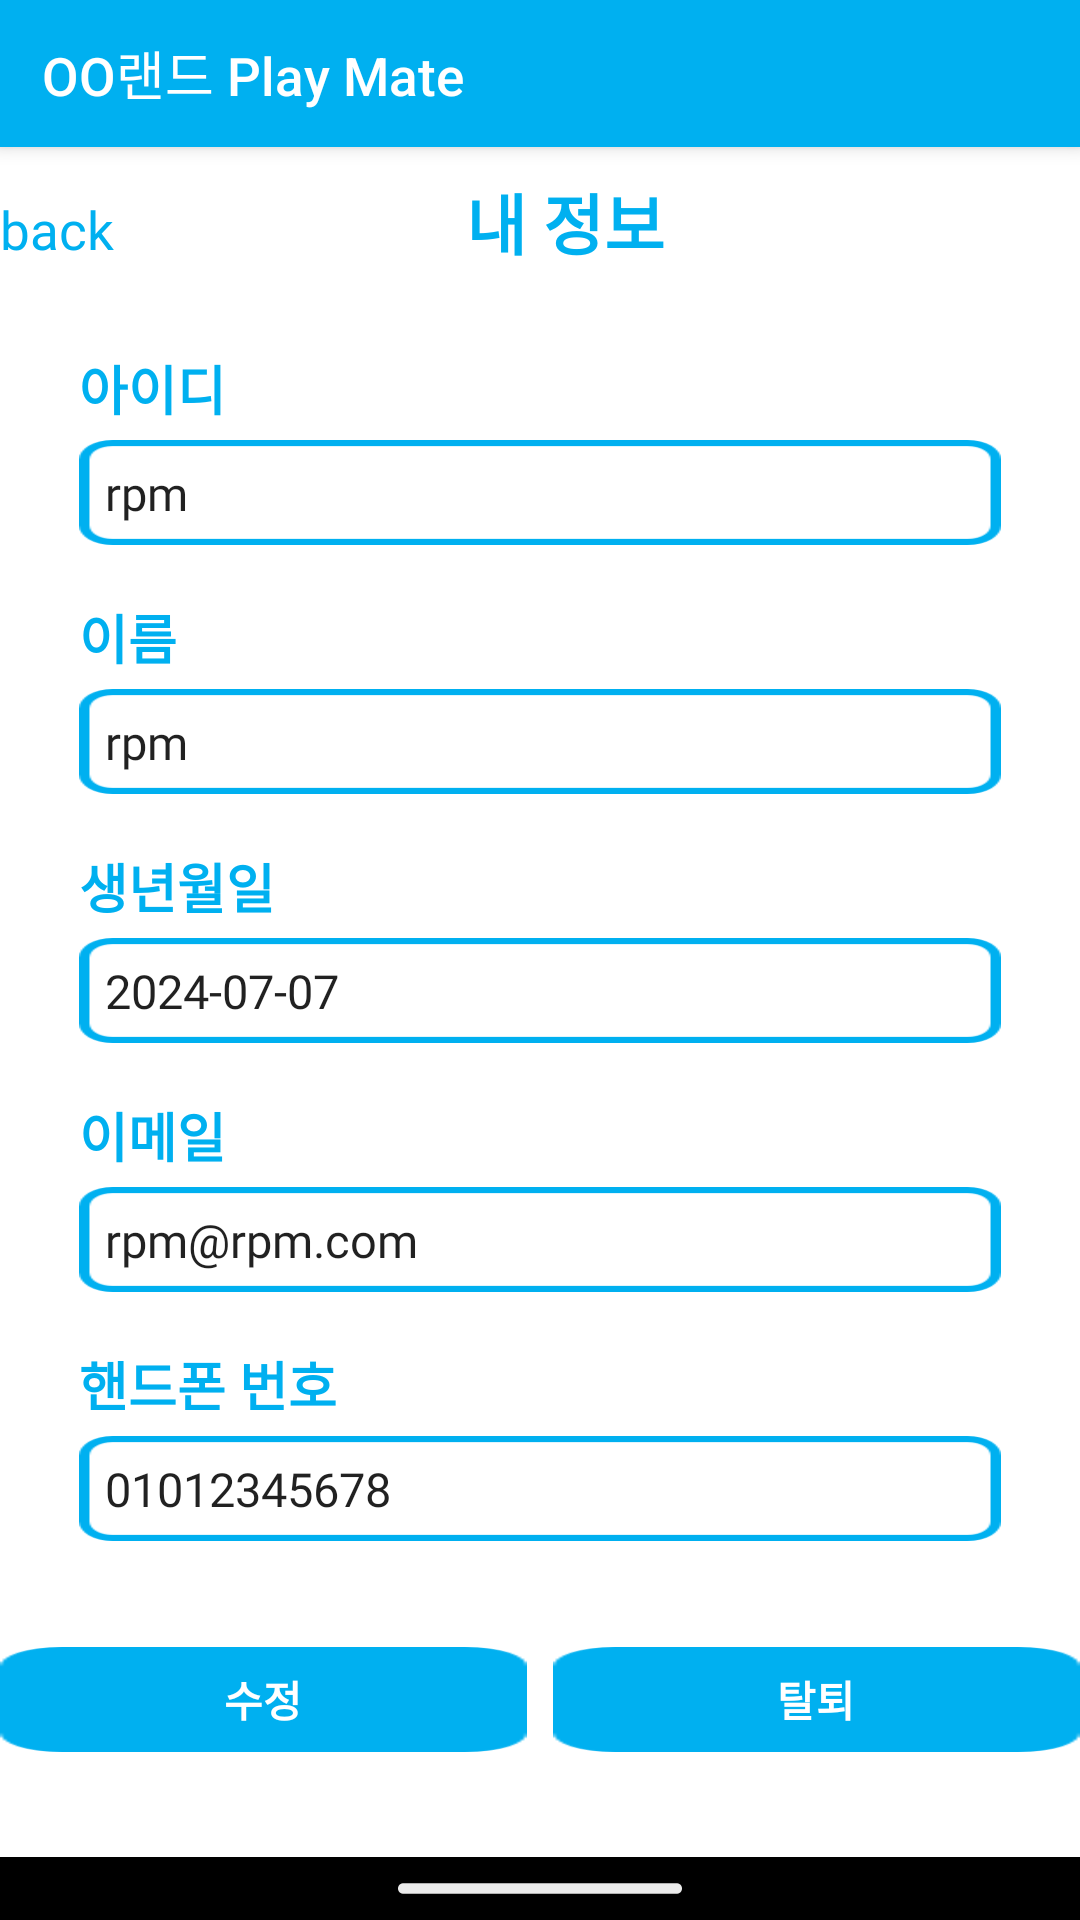 OO랜드 Play Mate
back
내 정보
아이디
rpm
이름
rpm
생년월일
2024-07-07
이메일
rpm@rpm.com
핸드폰 번호
01012345678
수정
탈퇴